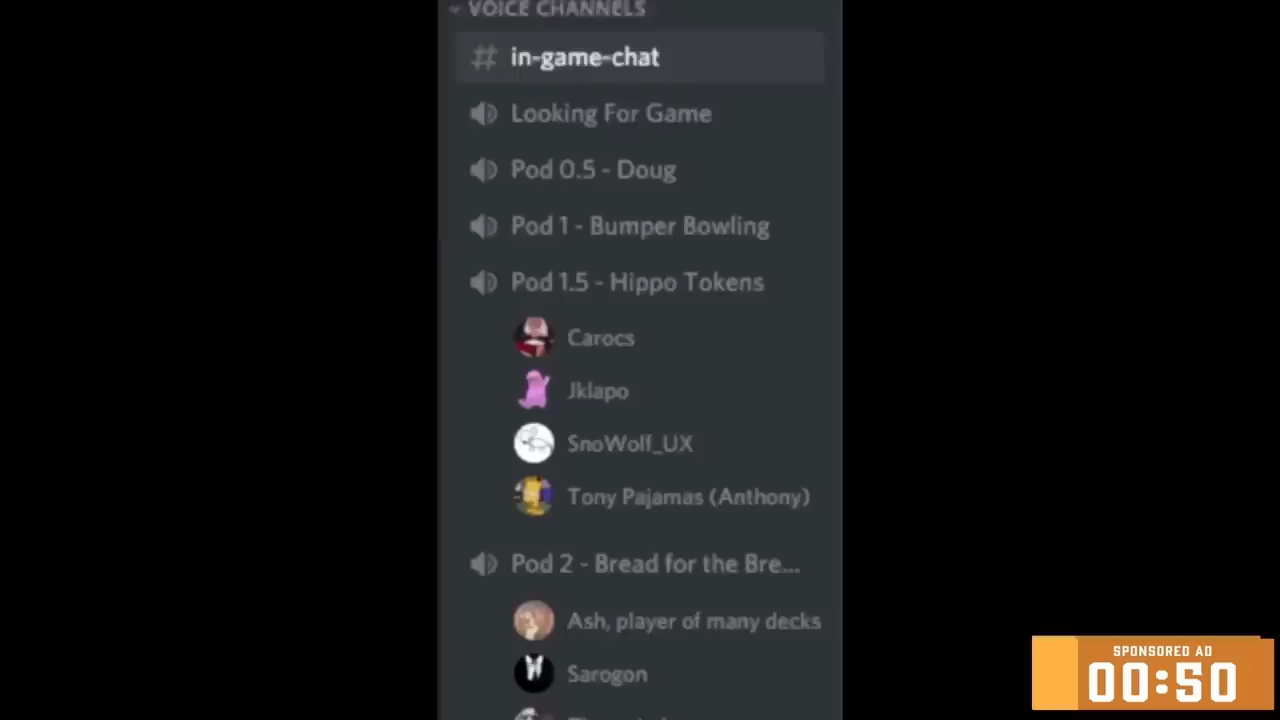 VOICE CHANNELS
# in-game-chat
Looking For Game
Pod 0.5 - Doug
Pod 1 - Bumper Bowling
Pod 1.5 - Hippo Tokens
Carocs
Jklapo
SnoWolf_UX
Tony Pajamas (Anthony)
Pod 2 - Bread for the Bre...
Ash, player of many decks
Sarogon
SPONSORED AD
00:50